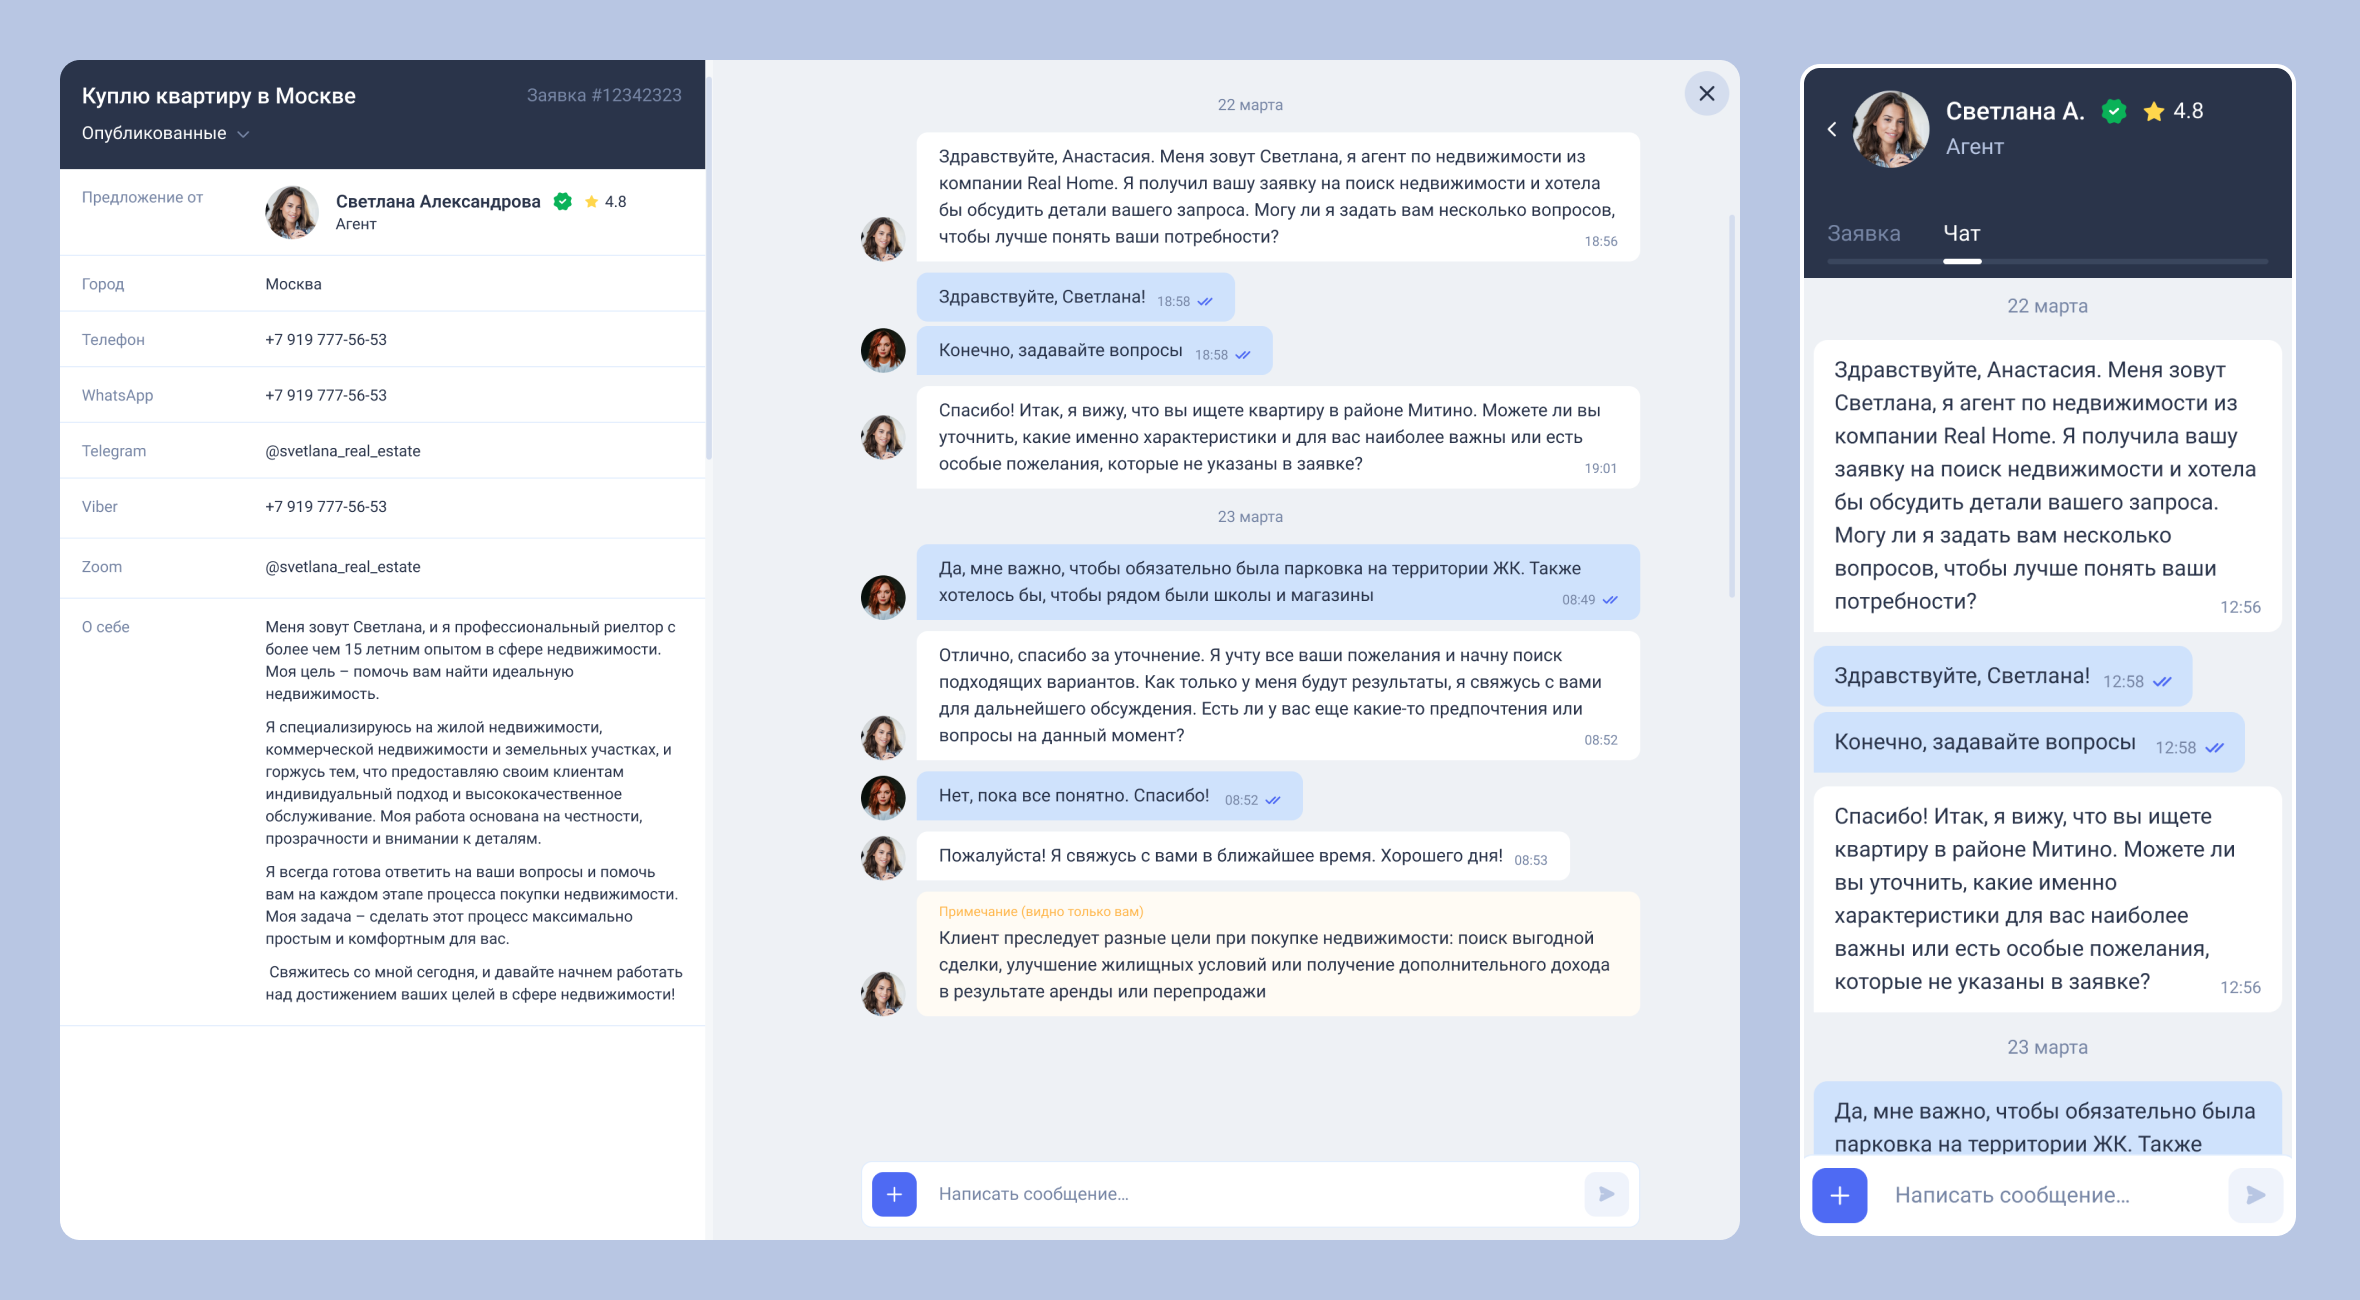 Куплю квартиру в Москве
Заявка #12342323
Опубликованные
Предложение от
Светлана Александрова 4.8
Агент
Город
Москва
Телефон
+7 919 777-56-53
WhatsApp
+7 919 777-56-53
Telegram
@svetlana_real_estate
Viber
+7 919 777-56-53
Zoom
@svetlana_real_estate
О себе
Меня зовут Светлана, и я профессиональный риелтор с
более чем 15 летним опытом в сфере недвижимости.
Моя цель – помочь вам найти идеальную
недвижимость.
Я специализируюсь на жилой недвижимости,
коммерческой недвижимости и земельных участках, и
горжусь тем, что предоставляю своим клиентам
индивидуальный подход и высококачественное
обслуживание. Моя работа основана на честности,
прозрачности и внимании к деталям.
Я всегда готова ответить на ваши вопросы и помочь
вам на каждом этапе процесса покупки недвижимости.
Моя задача – сделать этот процесс максимально
простым и комфортным для вас.
Свяжитесь со мной сегодня, и давайте начнем работать
над достижением ваших целей в сфере недвижимости!
22 марта
Здравствуйте, Анастасия. Меня зовут Светлана, я агент по недвижимости из
компании Real Home. Я получил вашу заявку на поиск недвижимости и хотела
бы обсудить детали вашего запроса. Могу ли я задать вам несколько вопросов,
чтобы лучше понять ваши потребности?
18:56
Здравствуйте, Светлана! 18:58
Конечно, задавайте вопросы 18:58
Спасибо! Итак, я вижу, что вы ищете квартиру в районе Митино. Можете ли вы
уточнить, какие именно характеристики и для вас наиболее важны или есть
особые пожелания, которые не указаны в заявке?
19:01
23 марта
Да, мне важно, чтобы обязательно была парковка на территории ЖК. Также
хотелось бы, чтобы рядом были школы и магазины
08:49
Отлично, спасибо за уточнение. Я учту все ваши пожелания и начну поиск
подходящих вариантов. Как только у меня будут результаты, я свяжусь с вами
для дальнейшего обсуждения. Есть ли у вас еще какие-то предпочтения или
вопросы на данный момент?
08:52
Нет, пока все понятно. Спасибо! 08:52
Пожалуйста! Я свяжусь с вами в ближайшее время. Хорошего дня! 08:53
Примечание (видно только вам)
Клиент преследует разные цели при покупке недвижимости: поиск выгодной
сделки, улучшение жилищных условий или получение дополнительного дохода
в результате аренды или перепродажи
Написать сообщение...
Светлана А. 4.8
Агент
Заявка
Чат
22 марта
Здравствуйте, Анастасия. Меня зовут
Светлана, я агент по недвижимости из
компании Real Home. Я получила вашу
заявку на поиск недвижимости и хотела
бы обсудить детали вашего запроса.
Могу ли я задать вам несколько
вопросов, чтобы лучше понять ваши
потребности?
12:56
Здравствуйте, Светлана! 12:58
Конечно, задавайте вопросы 12:58
Спасибо! Итак, я вижу, что вы ищете
квартиру в районе Митино. Можете ли
вы уточнить, какие именно
характеристики для вас наиболее
важны или есть особые пожелания,
которые не указаны в заявке?
12:56
23 марта
Да, мне важно, чтобы обязательно была
парковка на территории ЖК. Также
Написать сообщение...